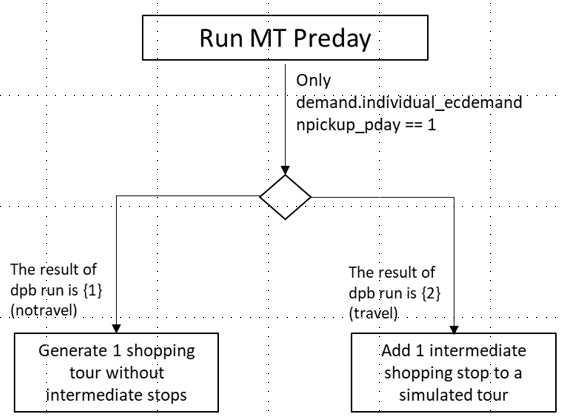 Run MT Preday
Only
demand.individual_ecdemand
npickup_pday == 1
The result of
dpb run is {1}
(notravel)
The result of
dpb run is {2}
(travel)
Generate 1 shopping
tour without
intermediate stops
Add 1 intermediate
shopping stop to a
simulated tour